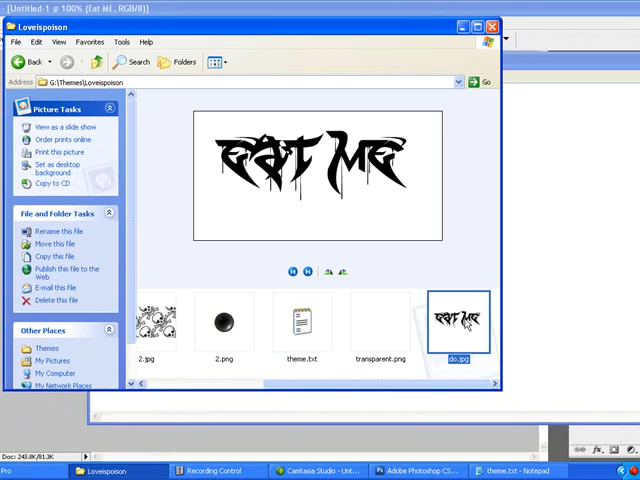 - [Untitled-1 @ 100% (Eat ME, RGB/8)]
Loveispoison
File Edit View Favorites Tools Help
Back Search Folders
Address G:\Themes\Loveispoison Go
Picture Tasks
View as a slide show
Order prints online
Print this picture
Set as desktop
background
Copy to CD
File and Folder Tasks
Rename this file
Move this file
Copy this file
Publish this file to the
Web
E-mail this file
Delete this file
Other Places
Themes
My Pictures
My Computer
My Network Places
EAT ME
EAT ME
2.jpg 2.png theme.txt transparent.png do.jpg
Doc: 243.8K/81.3K
fx
Pro Loveispoison Recording Control Camtasia Studio - Unt... Adobe Photoshop CS... theme.txt - Notepad